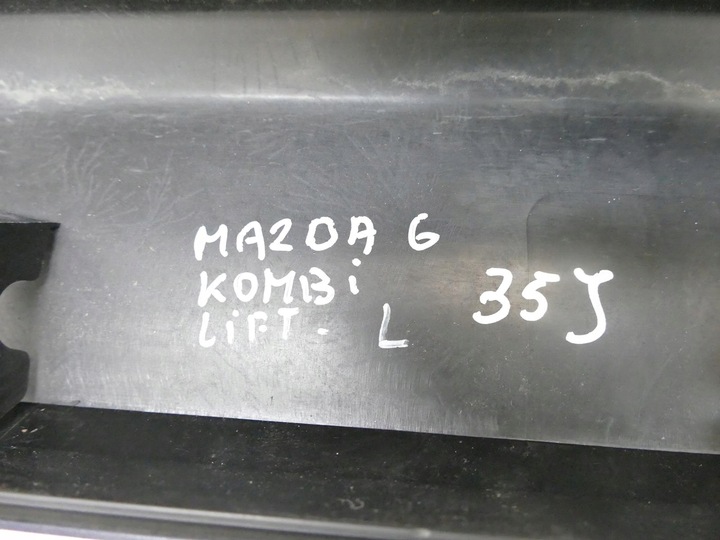 MAZDA 6
KOMBi
LiFT. L
35J